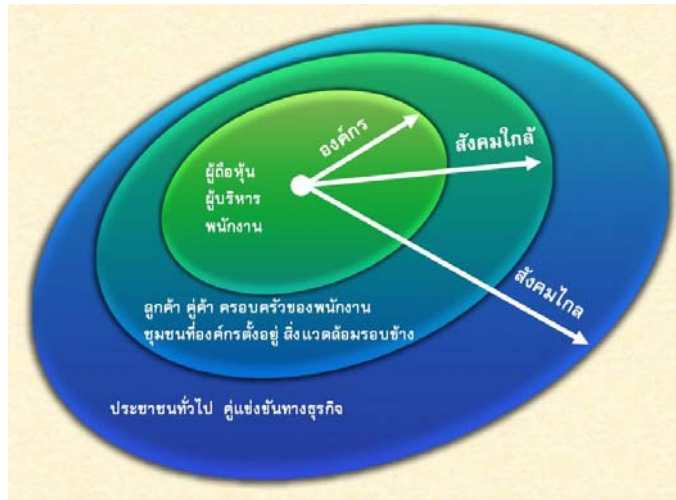 องค์กร
สังคมใกล้
ผู้ถือหุ้น
ผู้บริหาร
พนักงาน
สังคมไกล
ลูกค้า คู่ค้า ครอบครัวของพนักงาน
ชุมชนที่องค์กรตั้งอยู่ สิ่งแวดล้อมรอบข้าง
ประชาชนทั่วไป คู่แข่งขันทางธุรกิจ